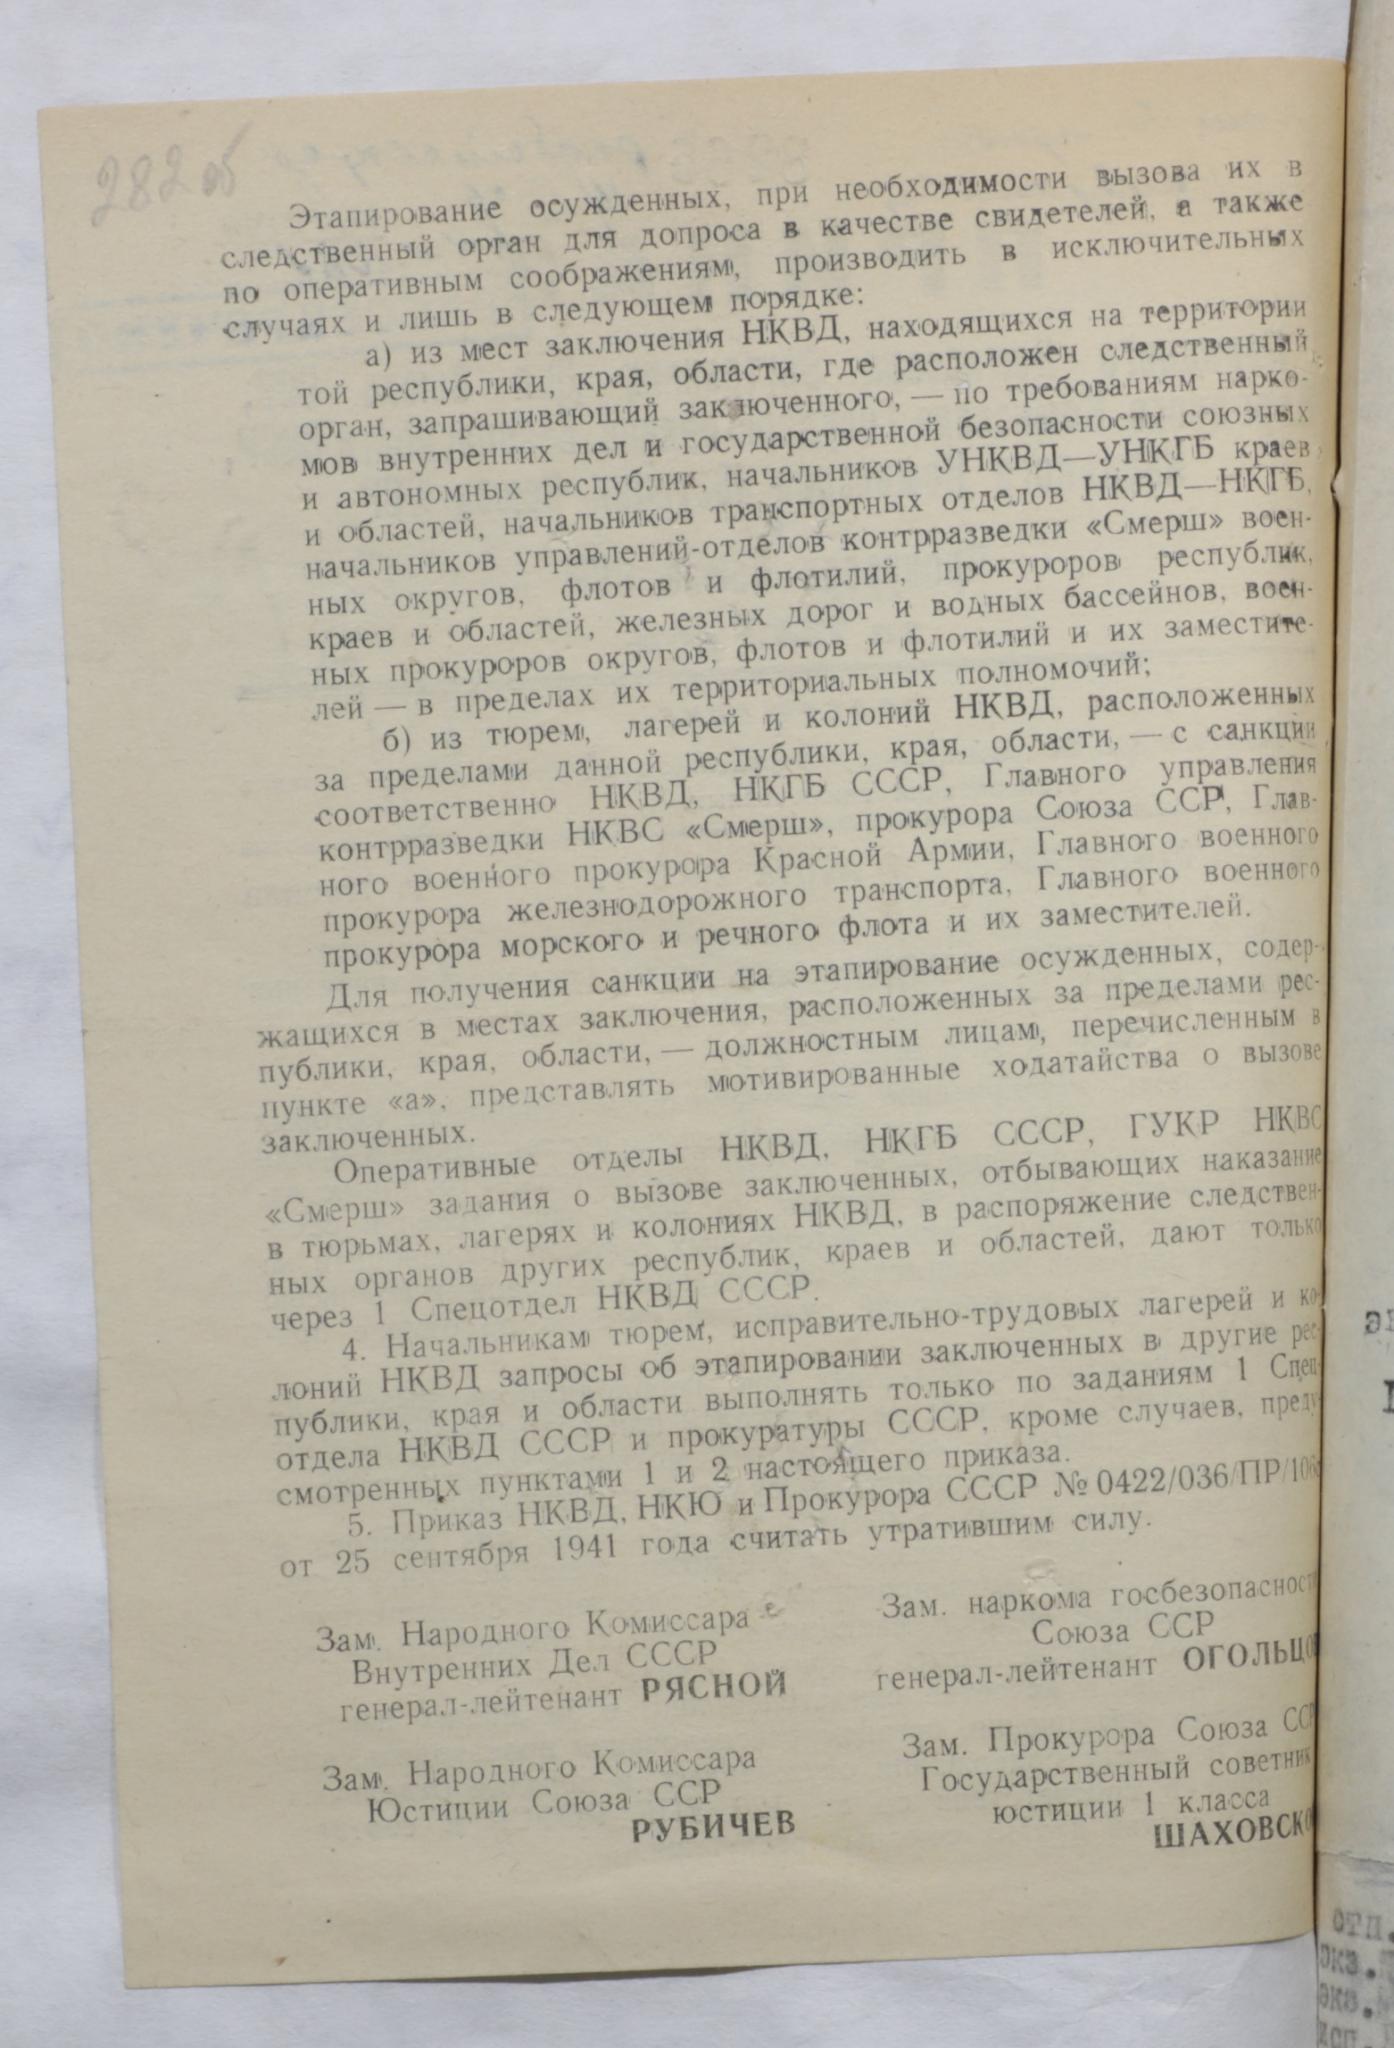 282об
Этапирование осужденных, при необходимости вызова их в
следственный орган для допроса в качестве свидетелей, а также
по оперативным соображениям, производить в исключительных
случаях и лишь в следующем порядке:
а) из мест заключения НКВД, находящихся на территории
той республики, края, области, где расположен следственный
орган, запрашивающий заключенного, — по требованиям нарко-
мов внутренних дел и государственной безопасности союзных
и автономных республик, начальников УНКВД—УНКГБ краев
и областей, начальников транспортных отделов НКВД—НКГБ,
начальников управлений-отделов контрразведки «Смерш» воен-
ных округов, флотов и флотилий, прокуроров республик,
краев и областей, железных дорог и водных бассейнов, воен-
ных прокуроров округов, флотов и флотилий и их заместите-
лей — в пределах их территориальных полномочий;
б) из тюрем, лагерей и колоний НКВД, расположенных
за пределами данной республики, края, области, — с санкции
соответственно НКВД, НКГБ СССР, Главного управления
контрразведки НКВС «Смерш», прокурора Союза ССР, Глав-
ного военного прокурора Красной Армии, Главного военного
прокурора железнодорожного транспорта, Главного военного
прокурора морского и речного флота и их заместителей.
Для получения санкции на этапирование осужденных, содер-
жащихся в местах заключения, расположенных за пределами рес-
публики, края, области, — должностным лицам, перечисленным в
пункте «а», представлять мотивированные ходатайства о вызове
заключенных.
Оперативные отделы НКВД, НКГБ СССР, ГУКР НКВС
«Смерш» задания о вызове заключенных, отбывающих наказание
в тюрьмах, лагерях и колониях НКВД, в распоряжение следствен-
ных органов других республик, краев и областей, дают только
через 1 Спецотдел НКВД СССР.
4. Начальникам тюрем, исправительно-трудовых лагерей и ко-
лоний НКВД запросы об этапировании заключенных в другие рес-
публики, края и области выполнять только по заданиям 1 Спец-
отдела НКВД СССР и прокуратуры СССР, кроме случаев, преду-
смотренных пунктами 1 и 2 настоящего приказа.
5. Приказ НКВД, НКЮ и Прокурора СССР № 0422/036/ПР/106
от 25 сентября 1941 года считать утратившим силу.
Зам. Народного Комиссара
Внутренних Дел СССР
генерал-лейтенант РЯСНОЙ
Зам. наркома госбезопасности
Союза ССР
генерал-лейтенант ОГОЛЬЦО
Зам. Народного Комиссара
Юстиции Союза ССР
РУБИЧЕВ
Зам. Прокурора Союза ССР
Государственный советник
юстиции 1 класса
ШАХОВСКО
отп.
экз.
экз.
исп.